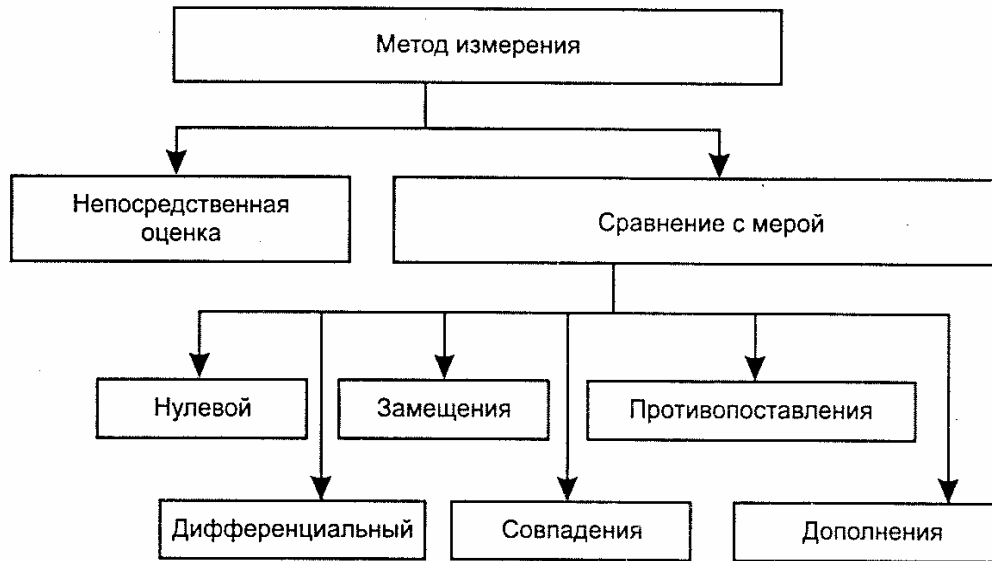 Метод измерения
Непосредственная
оценка
Сравнение с мерой
Нулевой
Замещения
Противопоставления
Дифференциальный
Совпадения
Дополнения